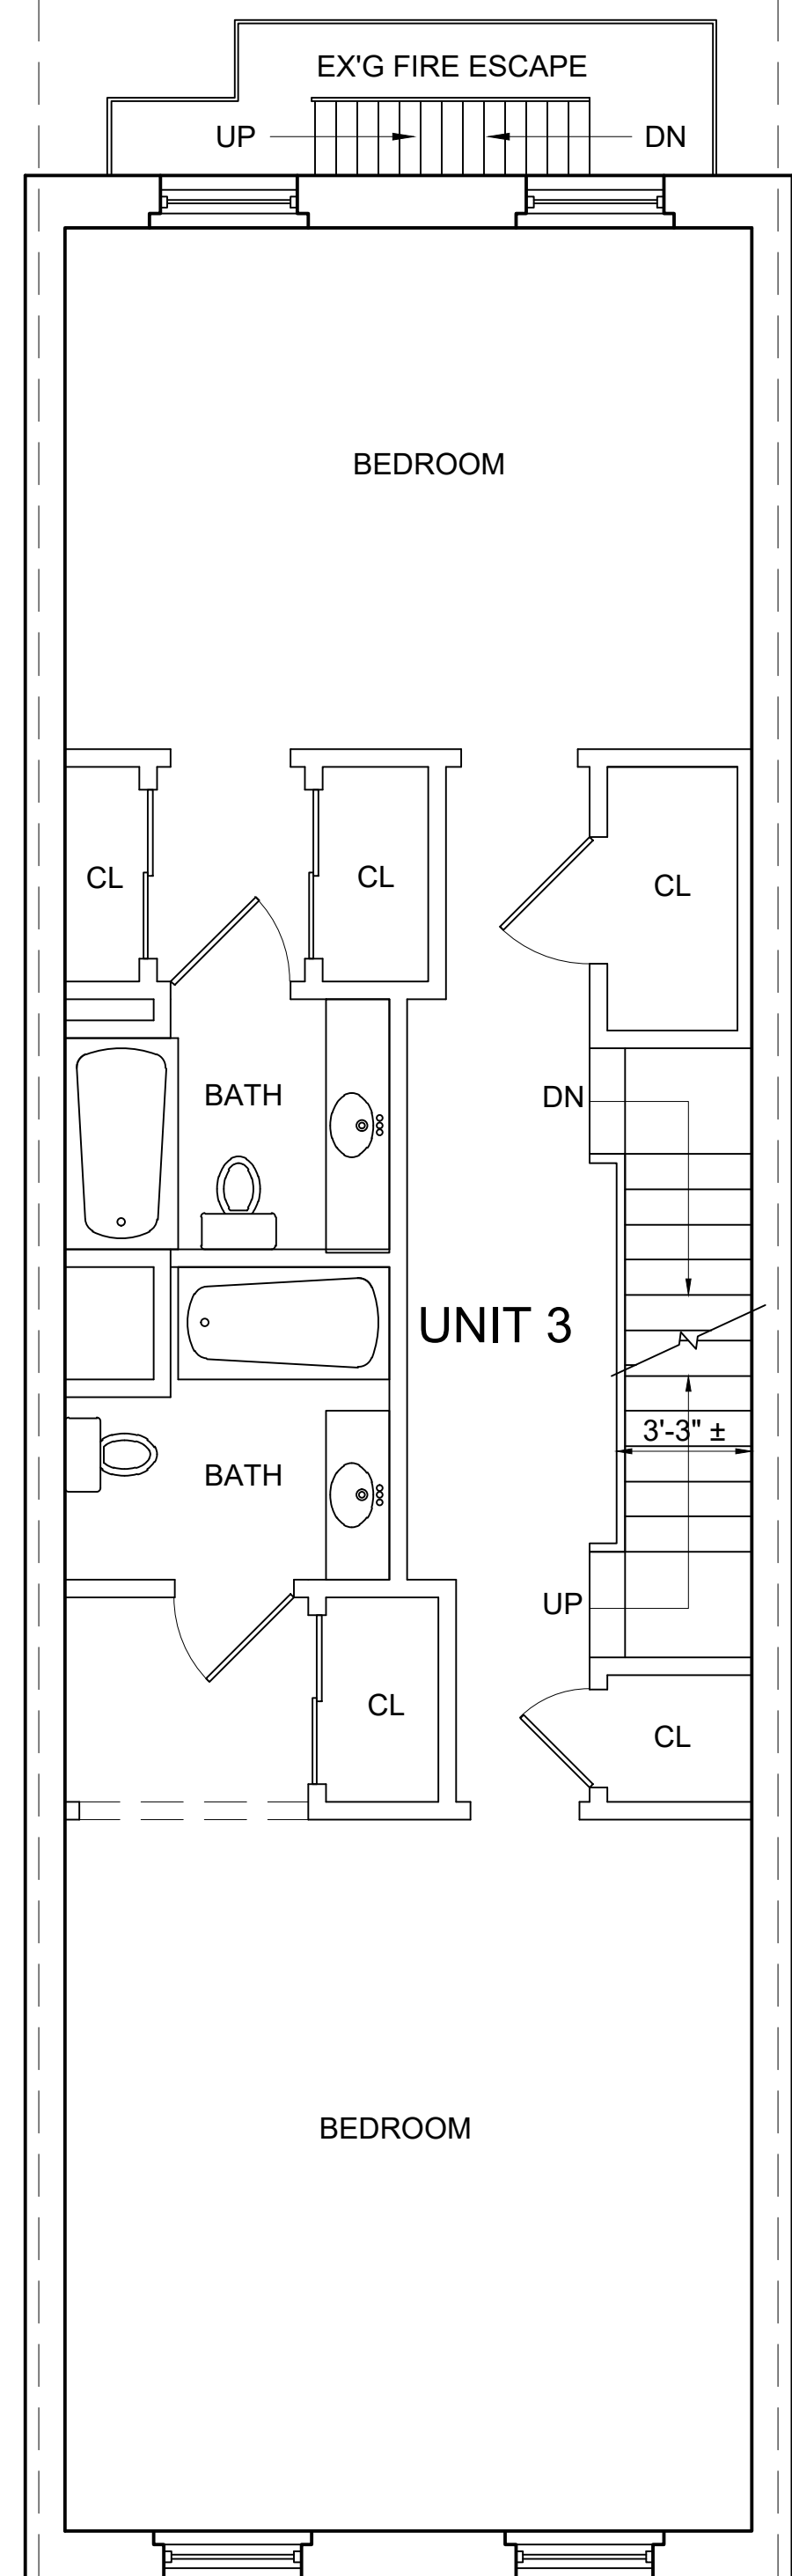 EX'G FIRE ESCAPE
UP
DN
BEDROOM
CL
CL
CL
BATH
DN
UNIT 3
3'-3" ±
BATH
UP
CL
CL
BEDROOM